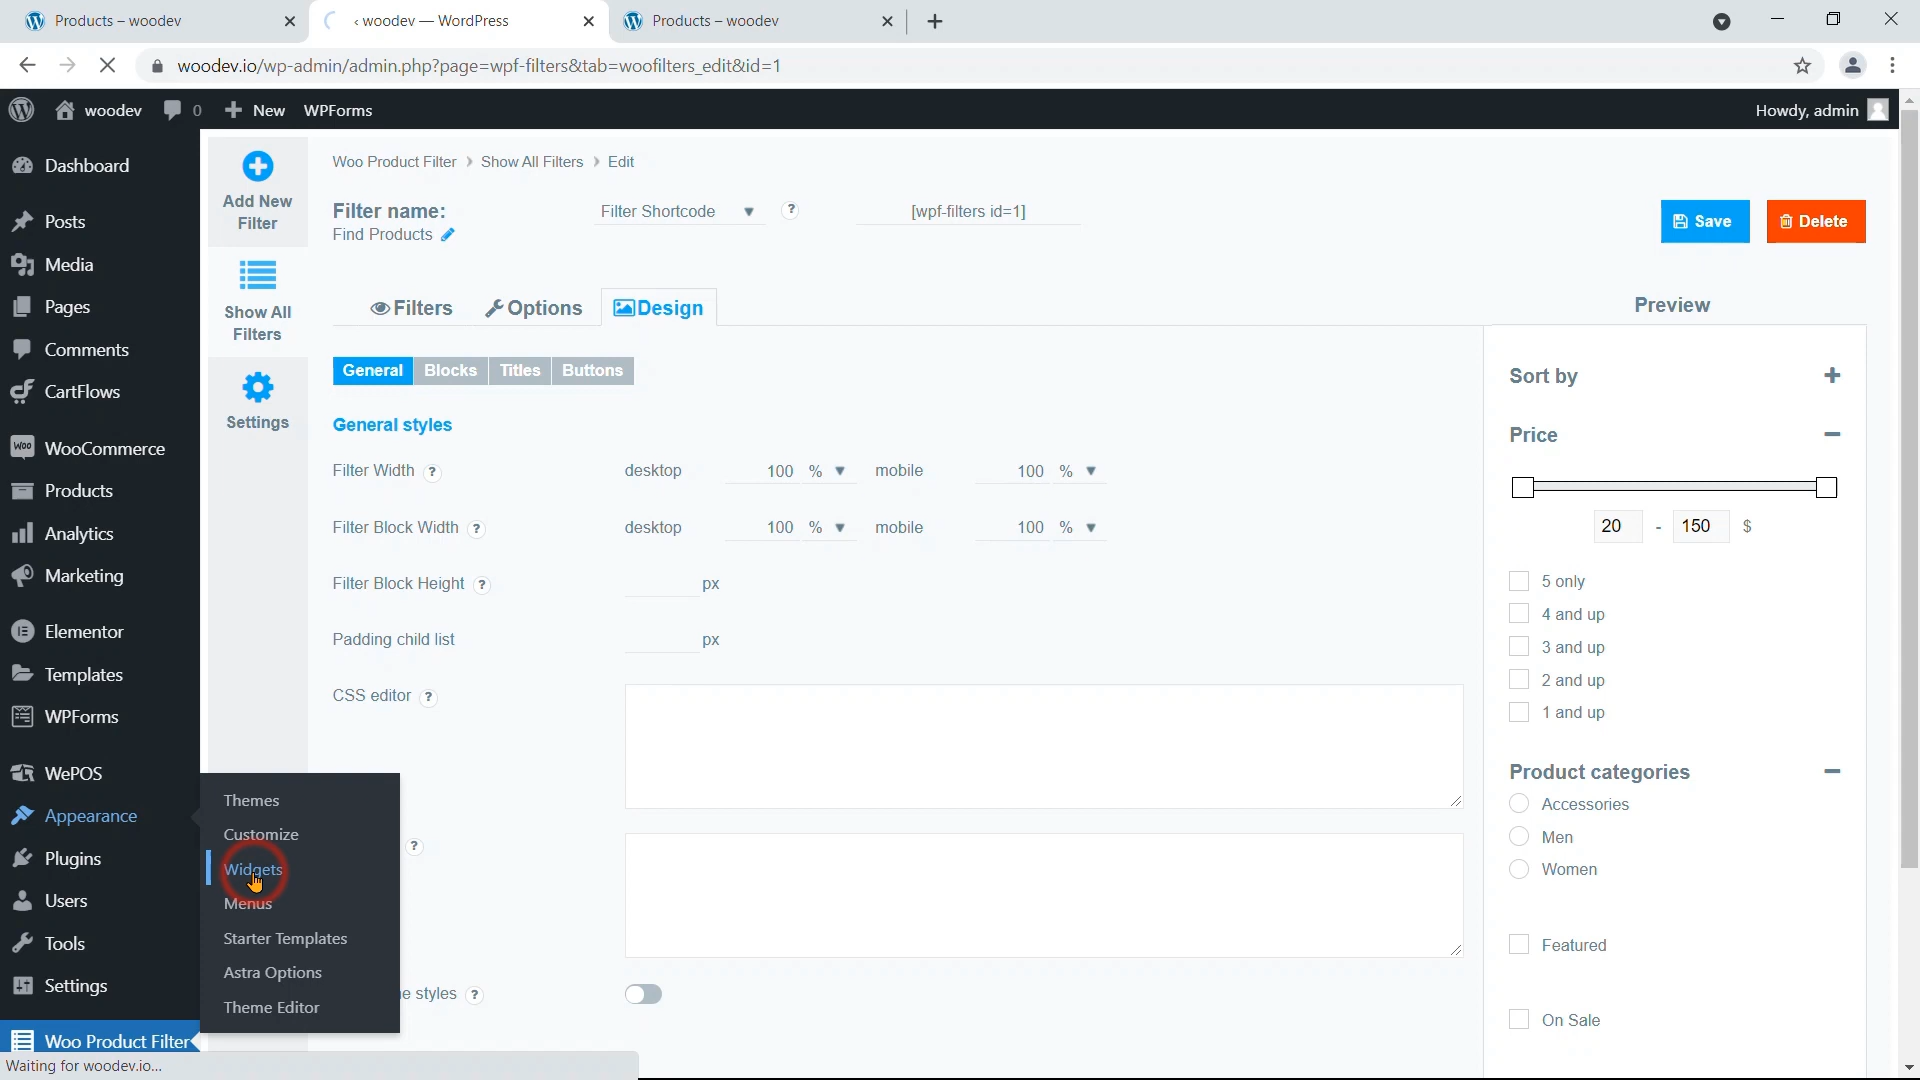 Products – woodev
‹ woodev — WordPress
Products – woodev
woodev.io/wp-admin/admin.php?page=wpf-filters&tab=woofilters_edit&id=1
woodev
0
New
WPForms
Howdy, admin
Dashboard
Posts
Media
Pages
Comments
CartFlows
WooCommerce
Products
Analytics
Marketing
Elementor
Templates
WPForms
WePOS
Appearance
Plugins
Users
Tools
Settings
Woo Product Filter
Waiting for woodev.io...
Themes
Customize
Widgets
Menus
Starter Templates
Astra Options
Theme Editor
Add New
Filter
Show All
Filters
Settings
Woo Product Filter › Show All Filters › Edit
Filter name:
Find Products
Filter Shortcode
?
[wpf-filters id=1]
Save
Delete
Filters
Options
Design
General
Blocks
Titles
Buttons
General styles
Filter Width ? desktop 100 % mobile 100 %
Filter Block Width ? desktop 100 % mobile 100 %
Filter Block Height ? px
Padding child list px
CSS editor ?
?
e styles ?
Preview
Sort by
Price
20 - 150 $
5 only
4 and up
3 and up
2 and up
1 and up
Product categories
Accessories
Men
Women
Featured
On Sale